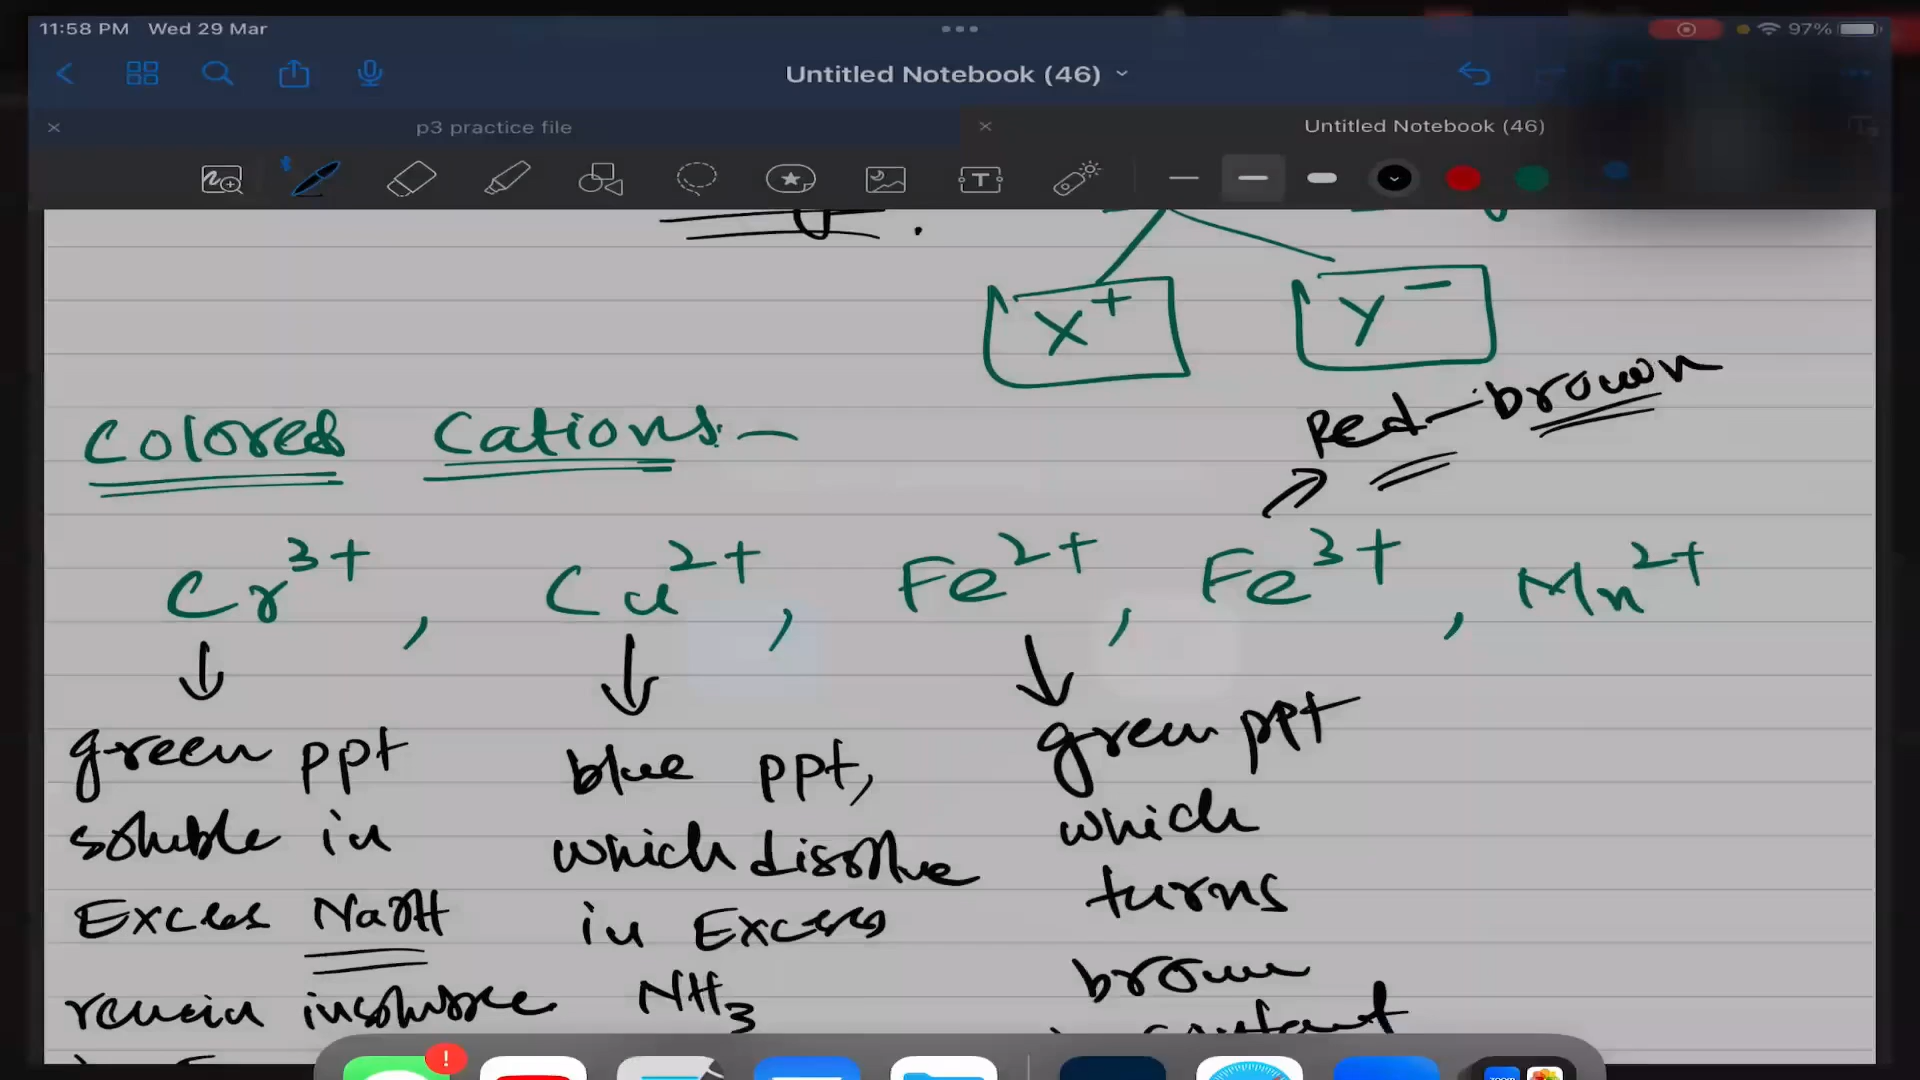 11:58 PM Wed 29 Mar
97%
Untitled Notebook (46)
p3 practice file
Untitled Notebook (46)
X+
Y−
Red-brown
Colored Cations:-
Cr3+, Cu2+, Fe2+, Fe3+, Mn2+
green ppt
soluble in
Excess NaOH
remain insoluble
blue ppt,
which dissolve
in Excess
NH3
green ppt
which
turns
brown
!
zoom